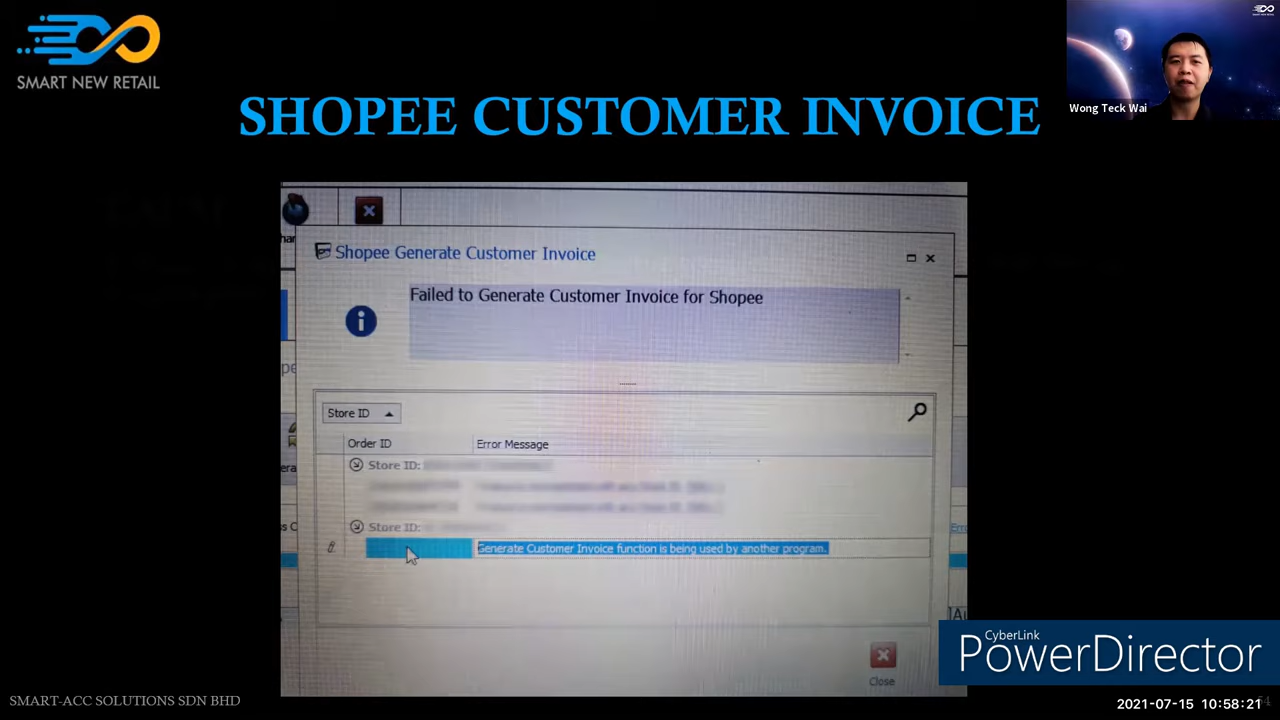 SMART NEW RETAIL
Wong Teck Wai
SHOPEE CUSTOMER INVOICE
Shopee Generate Customer Invoice
Failed to Generate Customer Invoice for Shopee
Store ID
Order ID
Error Message
Store ID:
Store ID:
Generate Customer Invoice function is being used by another program.
Close
CyberLink
PowerDirector
SMART-ACC SOLUTIONS SDN BHD
2021-07-15 10:58:21